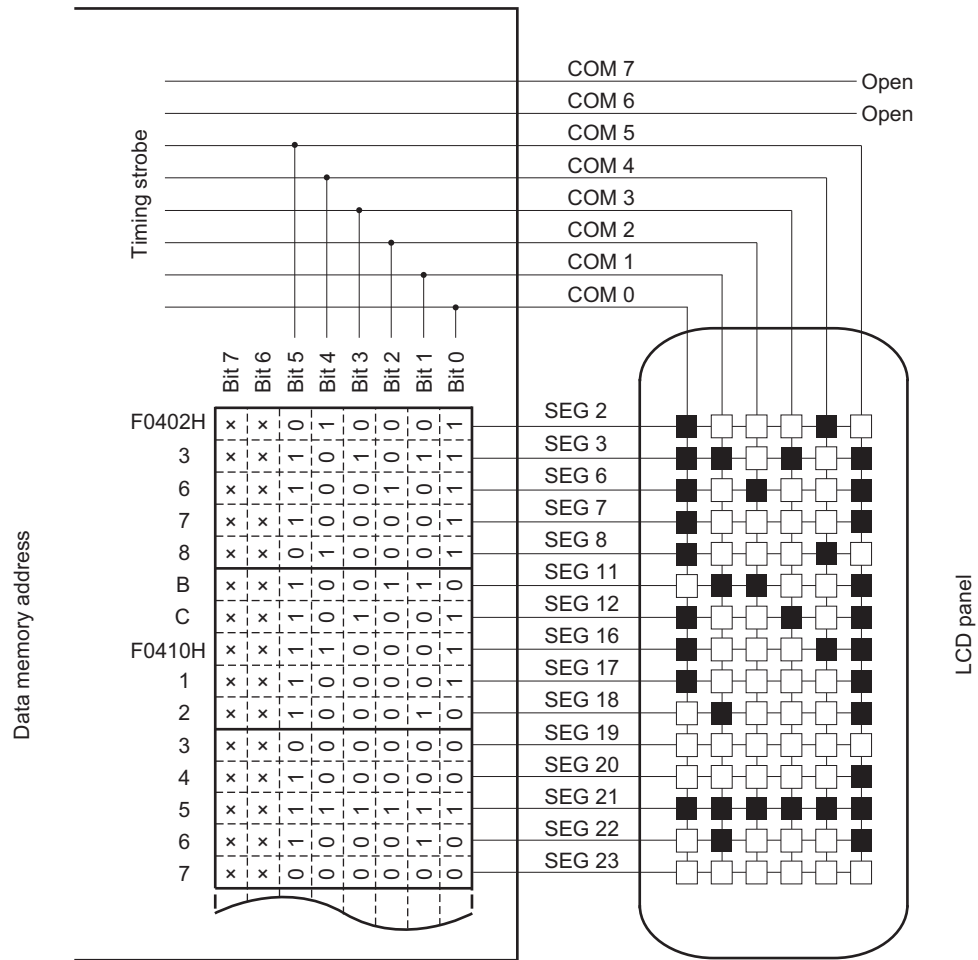 COM 7
Open
COM 6
Open
COM 5
COM 4
COM 3
COM 2
COM 1
COM 0
Timing strobe
Bit 7 Bit 6 Bit 5 Bit 4 Bit 3 Bit 2 Bit 1 Bit 0
F0402H × × 0 1 0 0 0 1 SEG 2
3 × × 1 0 1 0 1 1 SEG 3
6 × × 1 0 0 1 0 1 SEG 6
7 × × 1 0 0 0 0 1 SEG 7
8 × × 0 1 0 0 0 1 SEG 8
B × × 1 0 0 1 1 0 SEG 11
C × × 1 0 1 0 0 1 SEG 12
F0410H × × 1 1 0 0 0 1 SEG 16
1 × × 1 0 0 0 0 1 SEG 17
2 × × 1 0 0 0 1 0 SEG 18
3 × × 0 0 0 0 0 0 SEG 19
4 × × 1 0 0 0 0 0 SEG 20
5 × × 1 1 1 1 1 1 SEG 21
6 × × 1 0 0 0 1 0 SEG 22
7 × × 0 0 0 0 0 0 SEG 23
Data memory address
LCD panel